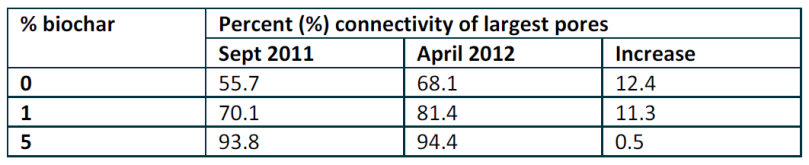 % biochar Percent (%) connectivity of largest pores
Sept 2011 April 2012 Increase
0 55.7 68.1 12.4
1 70.1 81.4 11.3
5 93.8 94.4 0.5